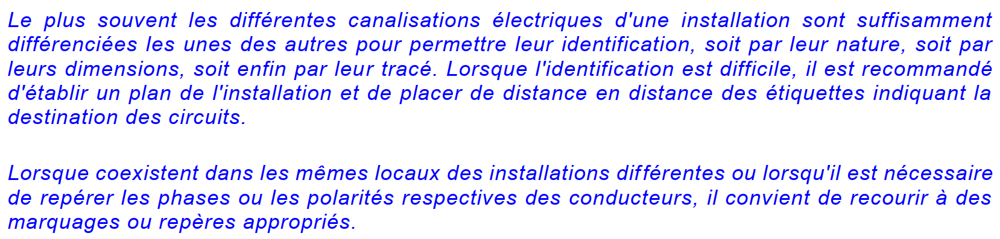 Le plus souvent les différentes canalisations électriques d'une installation sont suffisamment
différenciées les unes des autres pour permettre leur identification, soit par leur nature, soit par
leurs dimensions, soit enfin par leur tracé. Lorsque l'identification est difficile, il est recommandé
d'établir un plan de l'installation et de placer de distance en distance des étiquettes indiquant la
destination des circuits.
Lorsque coexistent dans les mêmes locaux des installations différentes ou lorsqu'il est nécessaire
de repérer les phases ou les polarités respectives des conducteurs, il convient de recourir à des
marquages ou repères appropriés.